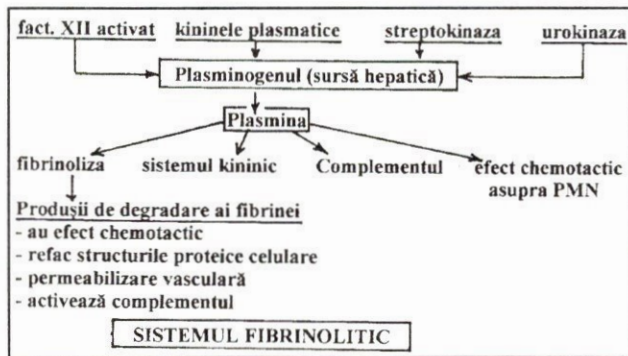 fact. XII activat kininele plasmatice streptokinaza urokinaza
Plasminogenul (sursă hepatică)
Plasmina
fibrinoliza sistemul kininic Complementul efect chemotactic
asupra PMN
Produșii de degradare ai fibrinei
- au efect chemotactic
- refac structurile proteice celulare
- permeabilizare vasculară
- activează complementul
SISTEMUL FIBRINOLITIC